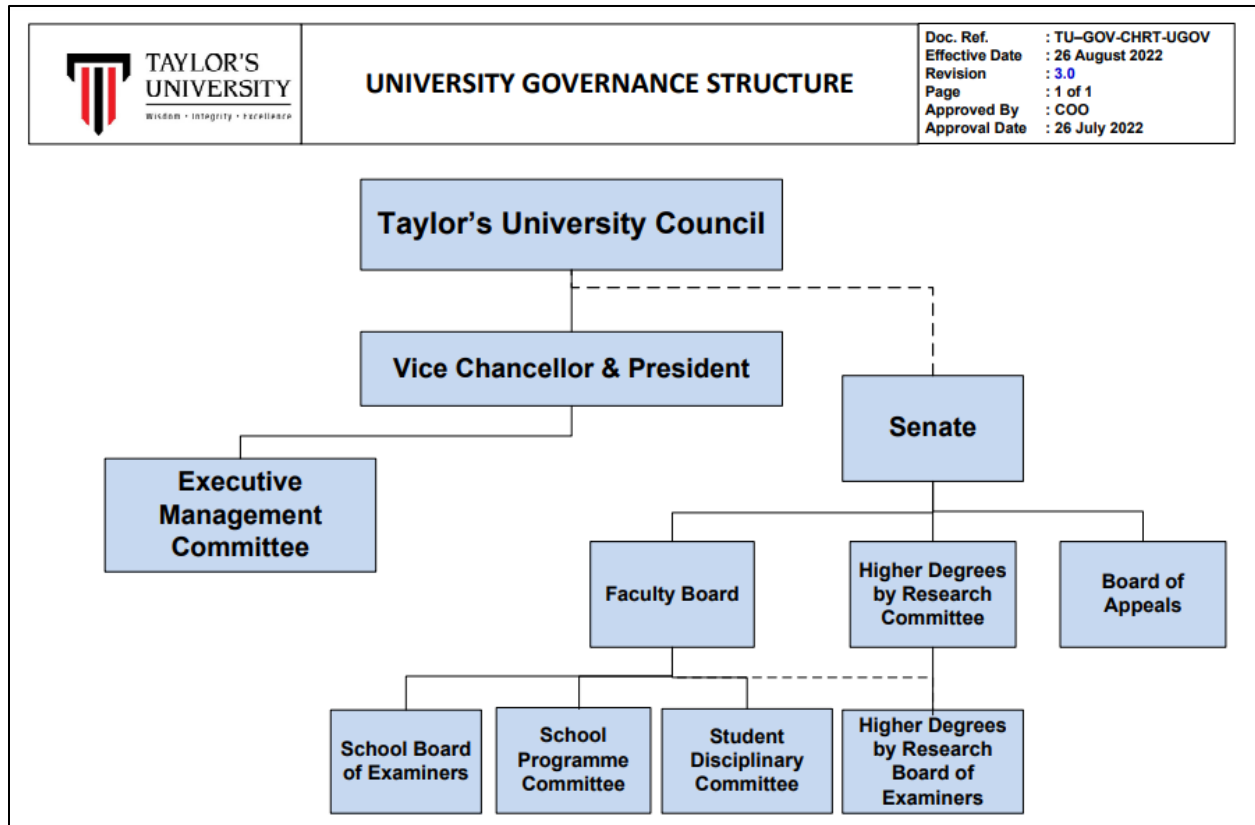 TAYLOR'S
UNIVERSITY
Wisdom • Integrity • Excellence
UNIVERSITY GOVERNANCE STRUCTURE
Doc. Ref. : TU–GOV-CHRT-UGOV
Effective Date : 26 August 2022
Revision : 3.0
Page : 1 of 1
Approved By : COO
Approval Date : 26 July 2022
Taylor's University Council
Vice Chancellor & President
Senate
Executive
Management
Committee
Faculty Board
Higher Degrees
by Research
Committee
Board of
Appeals
School Board
of Examiners
School
Programme
Committee
Student
Disciplinary
Committee
Higher Degrees
by Research
Board of
Examiners